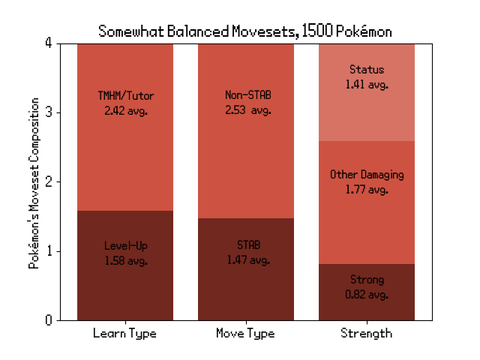 Somewhat Balanced Movesets, 1500 Pokémon
Pokémon's Moveset Composition
4
3
2
1
0
TMHM/Tutor
2.42 avg.
Level-Up
1.58 avg.
Non-STAB
2.53 avg.
STAB
1.47 avg.
Status
1.41 avg.
Other Damaging
1.77 avg.
Strong
0.82 avg.
Learn Type
Move Type
Strength